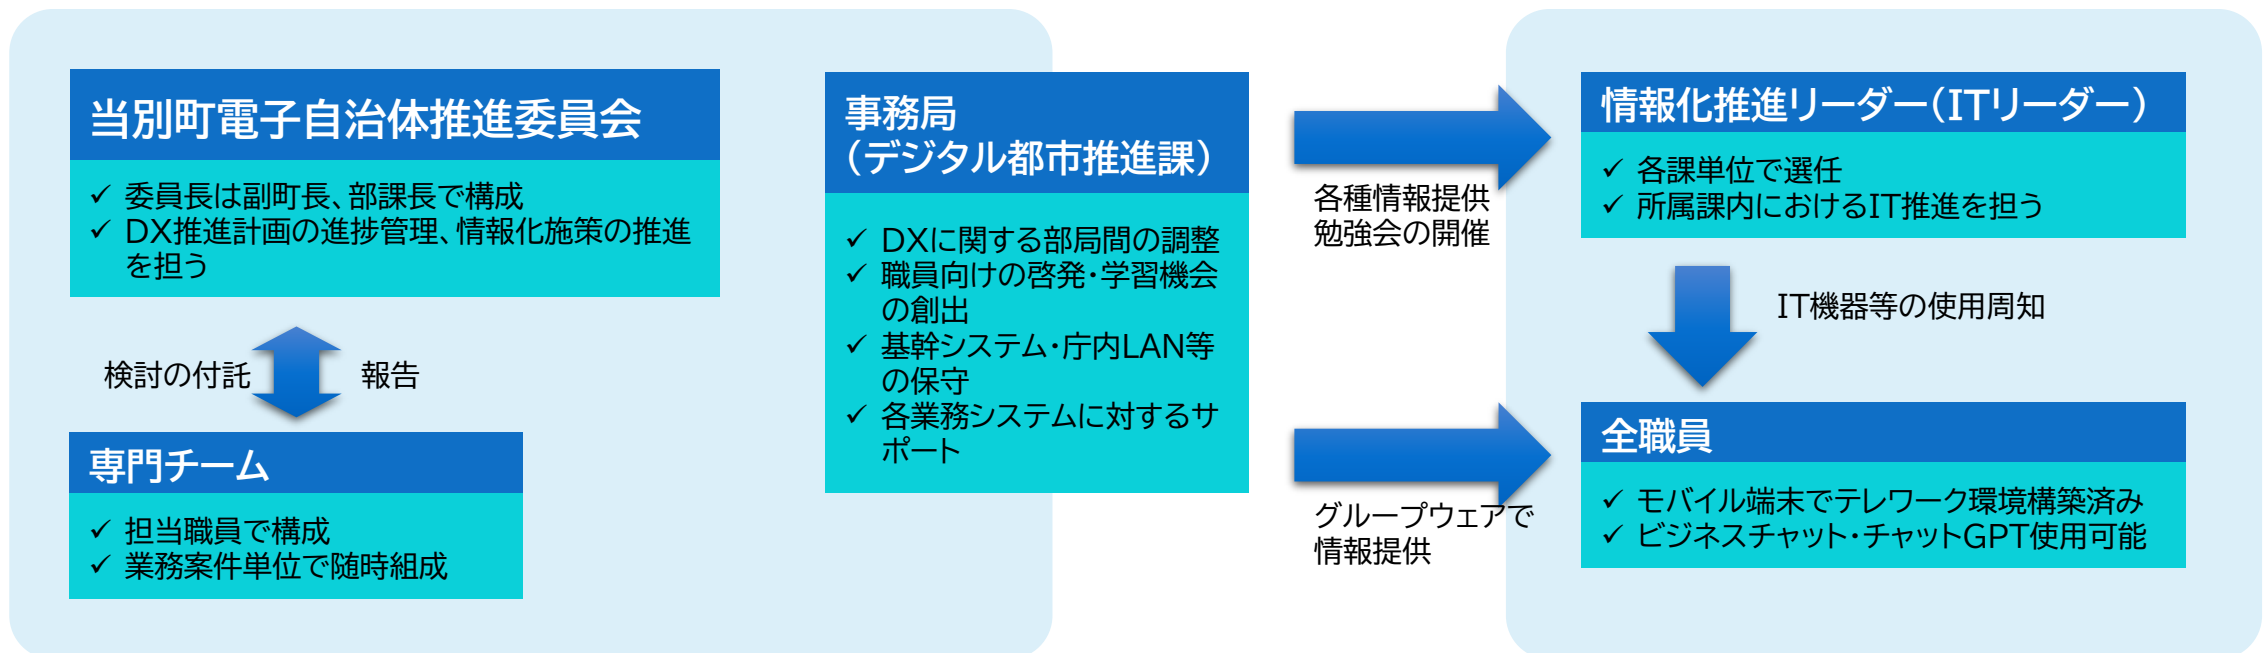 当別町電子自治体推進委員会
✓ 委員長は副町長、部課長で構成
✓ DX推進計画の進捗管理、情報化施策の推進
を担う
検討の付託
報告
専門チーム
✓ 担当職員で構成
✓ 業務案件単位で随時組成
事務局
（デジタル都市推進課）
✓ DXに関する部局間の調整
✓ 職員向けの啓発・学習機会
の創出
✓ 基幹システム・庁内LAN等
の保守
✓ 各業務システムに対するサ
ポート
各種情報提供
勉強会の開催
グループウェアで
情報提供
情報化推進リーダー（ITリーダー）
✓ 各課単位で選任
✓ 所属課内におけるIT推進を担う
IT機器等の使用周知
全職員
✓ モバイル端末でテレワーク環境構築済み
✓ ビジネスチャット・チャットGPT使用可能